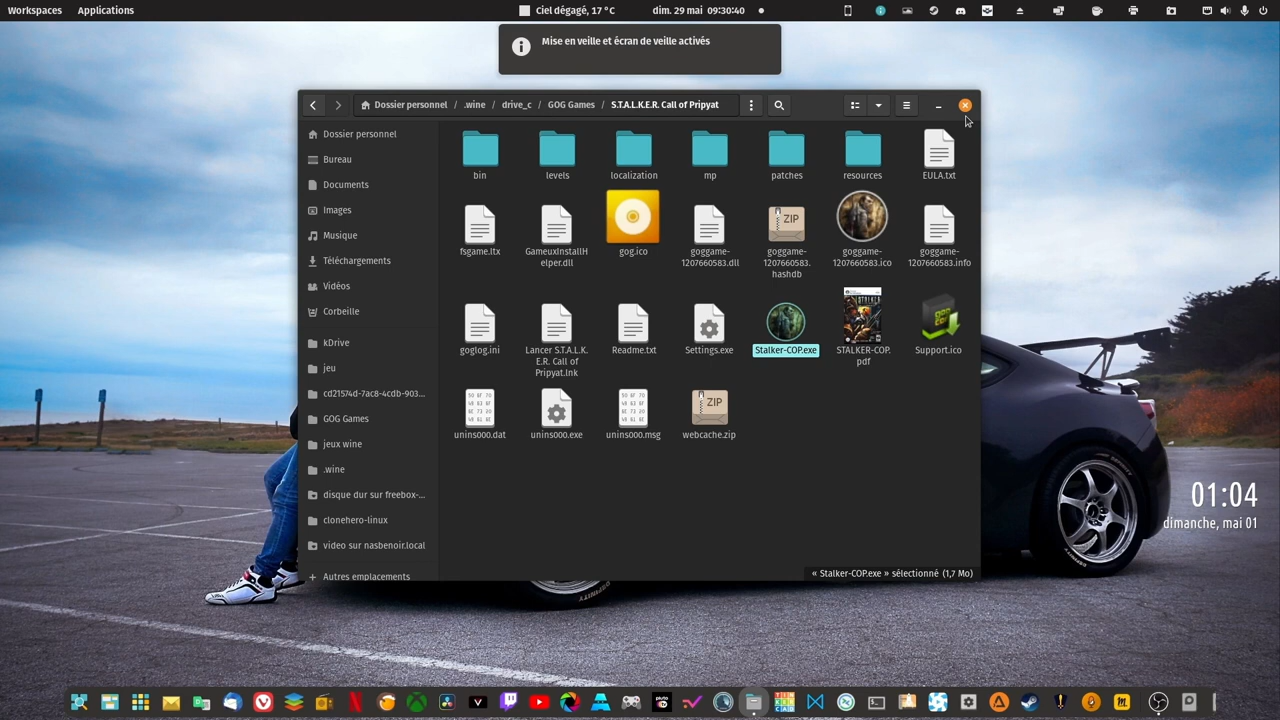 Workspaces Applications Ciel dégagé, 17 °C dim. 29 mai 09:30:40
Mise en veille et écran de veille activés
Dossier personnel / .wine / drive_c / GOG Games / S.T.A.L.K.E.R. Call of Pripyat
Dossier personnel
Bureau
Documents
Images
Musique
Téléchargements
Vidéos
Corbeille
kDrive
jeu
cd21574d-7ac8-4cdb-903...
GOG Games
jeux wine
.wine
disque dur sur freebox-...
clonehero-linux
video sur nasbenoir.local
Autres emplacements
bin levels localization mp patches resources EULA.txt
fsgame.ltx
GameuxInstallH
elper.dll
gog.ico
goggame-
1207660583.dll
ZIP
goggame-
1207660583.
hashdb
goggame-
1207660583.ico
goggame-
1207660583.info
goglog.ini
Lancer S.T.A.L.K.
E.R. Call of
Pripyat.lnk
Readme.txt
Settings.exe
Stalker-COP.exe
STALKER
STALKER-COP.
pdf
Support.ico
unins000.dat
unins000.exe
unins000.msg
ZIP
webcache.zip
« Stalker-COP.exe » sélectionné (1,7 Mo)
01:04
dimanche, mai 01